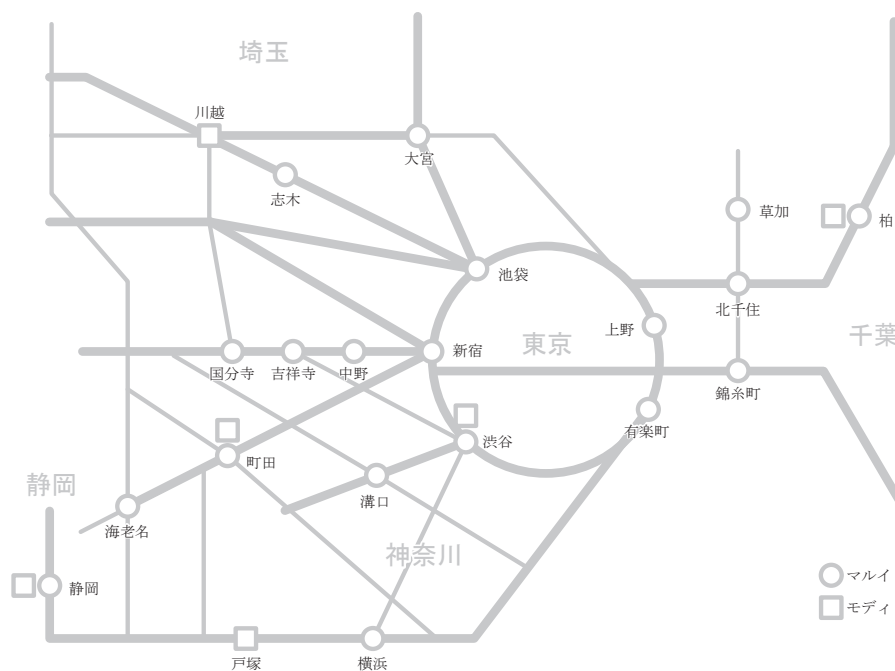 埼玉
川越
大宮
志木
草加
柏
池袋
北千住
上野
東京
千葉
新宿
国分寺
吉祥寺
中野
錦糸町
有楽町
渋谷
町田
静岡
溝口
海老名
神奈川
静岡
マルイ
モディ
戸塚
横浜